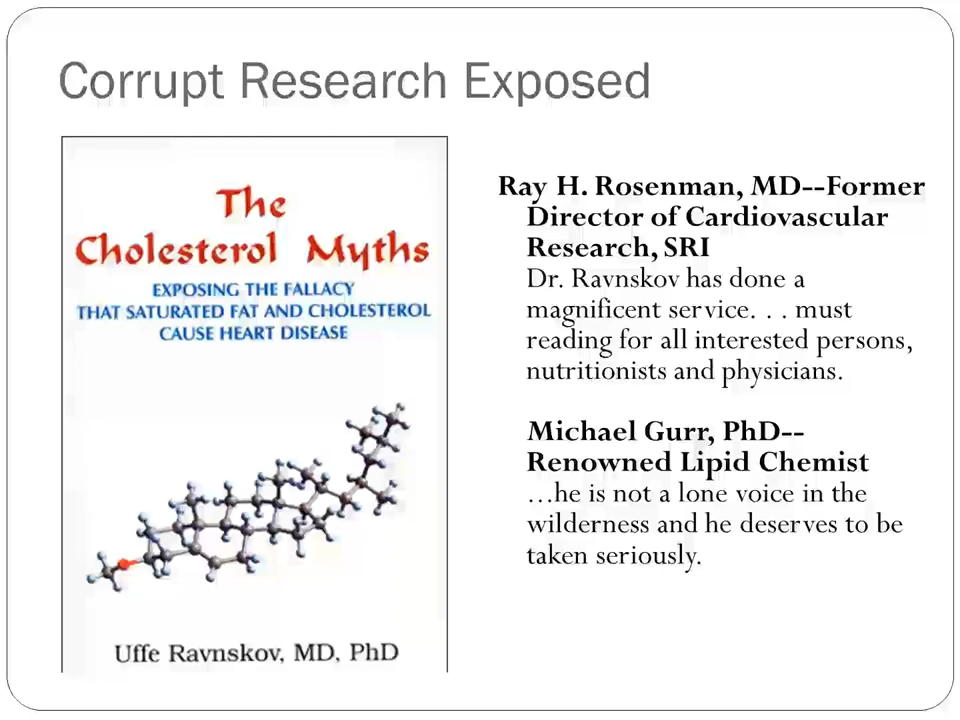 Corrupt Research Exposed
The
Cholesterol Myths
EXPOSING THE FALLACY
THAT SATURATED FAT AND CHOLESTEROL
CAUSE HEART DISEASE
Uffe Ravnskov, MD, PhD
Ray H. Rosenman, MD--Former
Director of Cardiovascular
Research, SRI
Dr. Ravnskov has done a
magnificent service. . . must
reading for all interested persons,
nutritionists and physicians.
Michael Gurr, PhD--
Renowned Lipid Chemist
...he is not a lone voice in the
wilderness and he deserves to be
taken seriously.